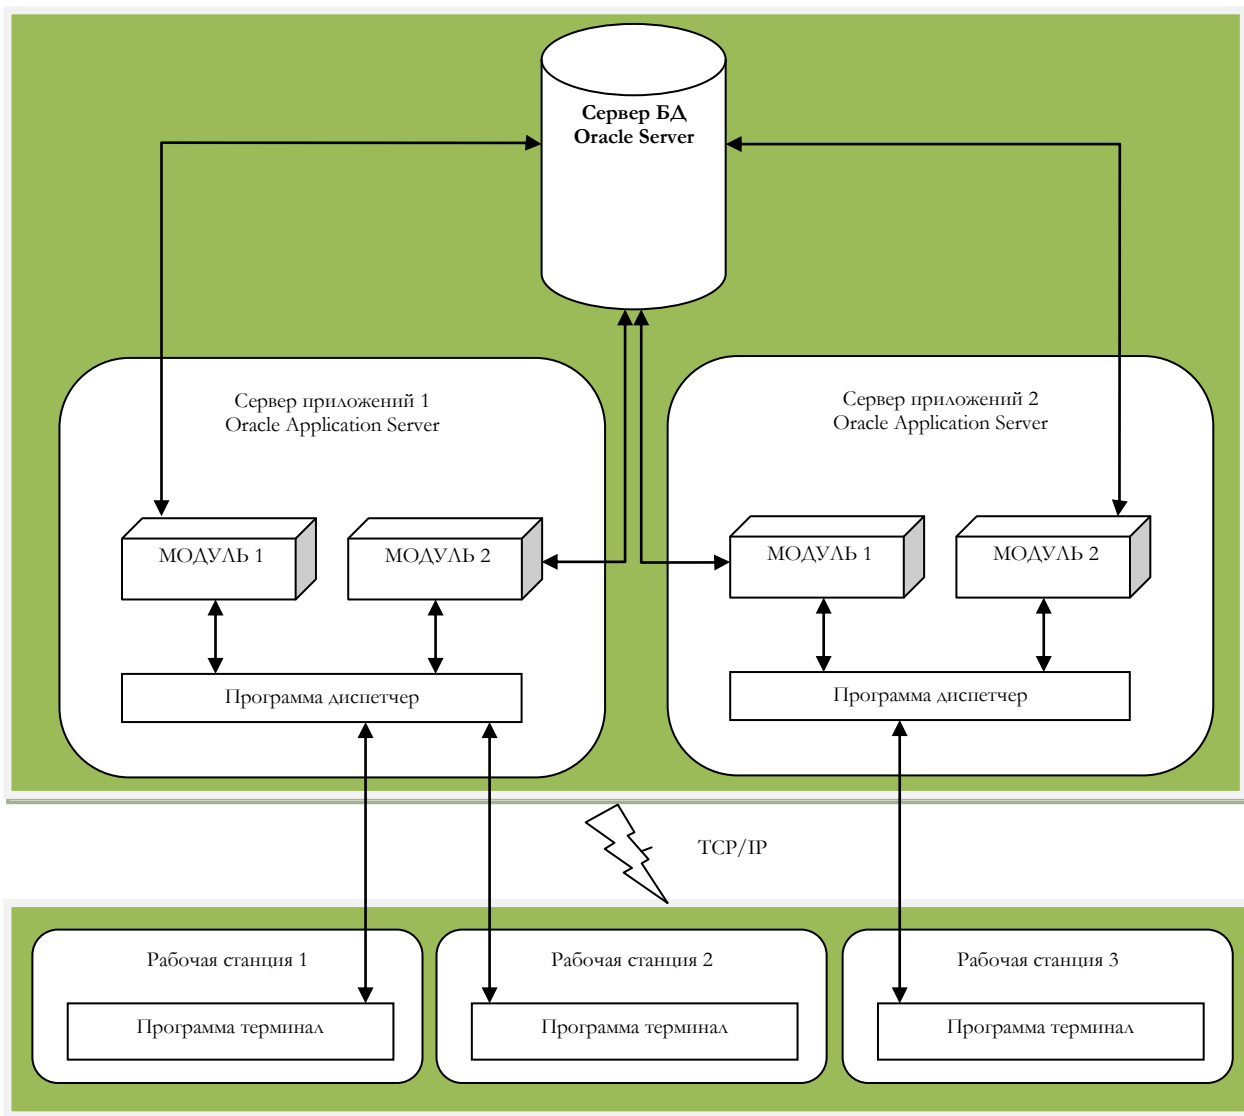 Сервер БД
Oracle Server
Сервер приложений 1
Oracle Application Server
Сервер приложений 2
Oracle Application Server
МОДУЛЬ 1
МОДУЛЬ 2
МОДУЛЬ 1
МОДУЛЬ 2
Программа диспетчер
Программа диспетчер
TCP/IP
Рабочая станция 1
Рабочая станция 2
Рабочая станция 3
Программа терминал
Программа терминал
Программа терминал